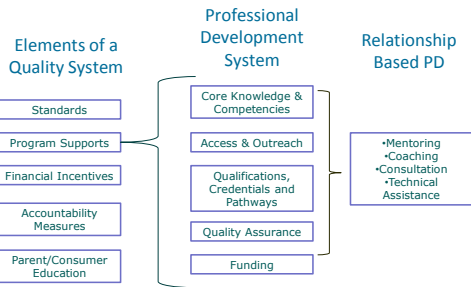 Elements of a
Quality System
Standards
Program Supports
Financial Incentives
Accountability
Measures
Parent/Consumer
Education
Professional
Development
System
Core Knowledge &
Competencies
Access & Outreach
Qualifications,
Credentials and
Pathways
Quality Assurance
Funding
Relationship
Based PD
•Mentoring
•Coaching
•Consultation
•Technical
Assistance